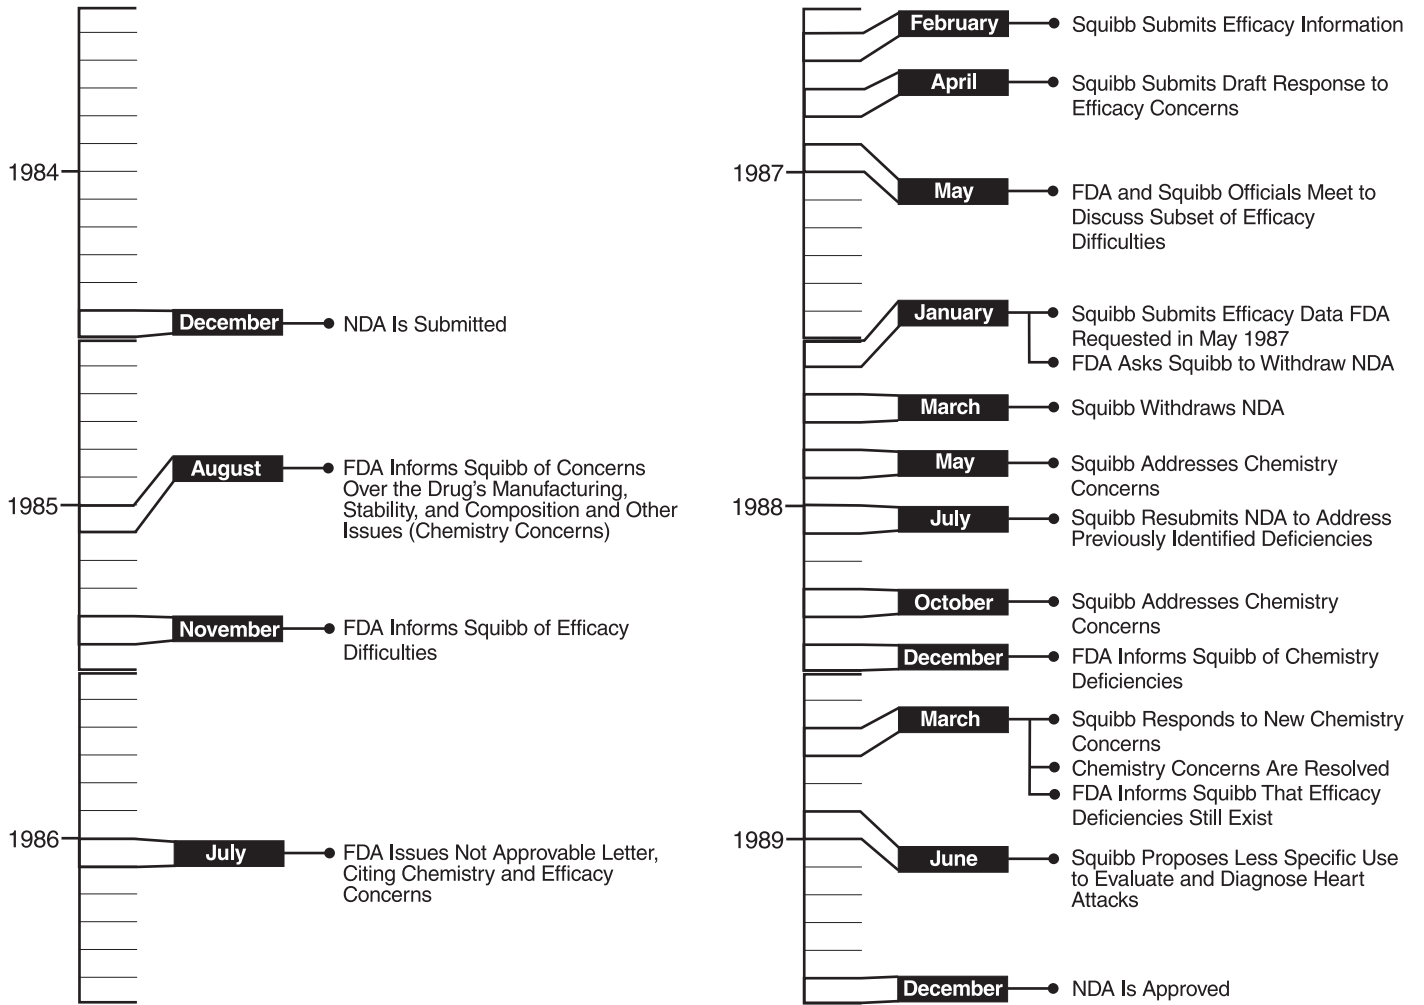 1984
December
NDA Is Submitted
1985
August
FDA Informs Squibb of Concerns
Over the Drug's Manufacturing,
Stability, and Composition and Other
Issues (Chemistry Concerns)
November
FDA Informs Squibb of Efficacy
Difficulties
1986
July
FDA Issues Not Approvable Letter,
Citing Chemistry and Efficacy
Concerns
1987
February
Squibb Submits Efficacy Information
April
Squibb Submits Draft Response to
Efficacy Concerns
May
FDA and Squibb Officials Meet to
Discuss Subset of Efficacy
Difficulties
1988
January
Squibb Submits Efficacy Data FDA
Requested in May 1987
FDA Asks Squibb to Withdraw NDA
March
Squibb Withdraws NDA
May
Squibb Addresses Chemistry
Concerns
July
Squibb Resubmits NDA to Address
Previously Identified Deficiencies
October
Squibb Addresses Chemistry
Concerns
December
FDA Informs Squibb of Chemistry
Deficiencies
1989
March
Squibb Responds to New Chemistry
Concerns
Chemistry Concerns Are Resolved
FDA Informs Squibb That Efficacy
Deficiencies Still Exist
June
Squibb Proposes Less Specific Use
to Evaluate and Diagnose Heart
Attacks
December
NDA Is Approved